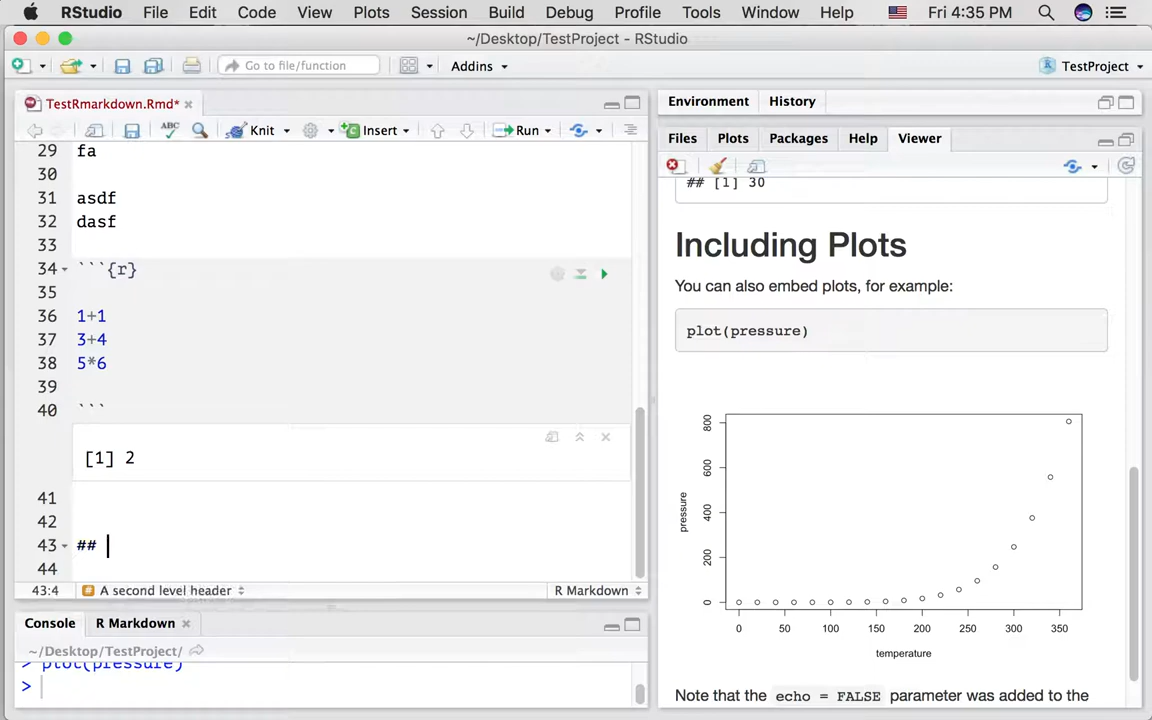 RStudio File Edit Code View Plots Session Build Debug Profile Tools Window Help Fri 4:35 PM
~/Desktop/TestProject - RStudio
Go to file/function Addins TestProject
TestRmarkdown.Rmd*
ABC Knit Insert Run
29 fa
30
31 asdf
32 dasf
33
34 ```{r}
35
36 1+1
37 3+4
38 5*6
39
40 ```
[1] 2
41
42
43 ##
44
43:4 # A second level header R Markdown
Console R Markdown
~/Desktop/TestProject/
> plot(pressure)
>
Environment History
Files Plots Packages Help Viewer
## [1] 30
Including Plots
You can also embed plots, for example:
plot(pressure)
800
600
400
200
0
pressure
0 50 100 150 200 250 300 350
temperature
Note that the echo = FALSE parameter was added to the